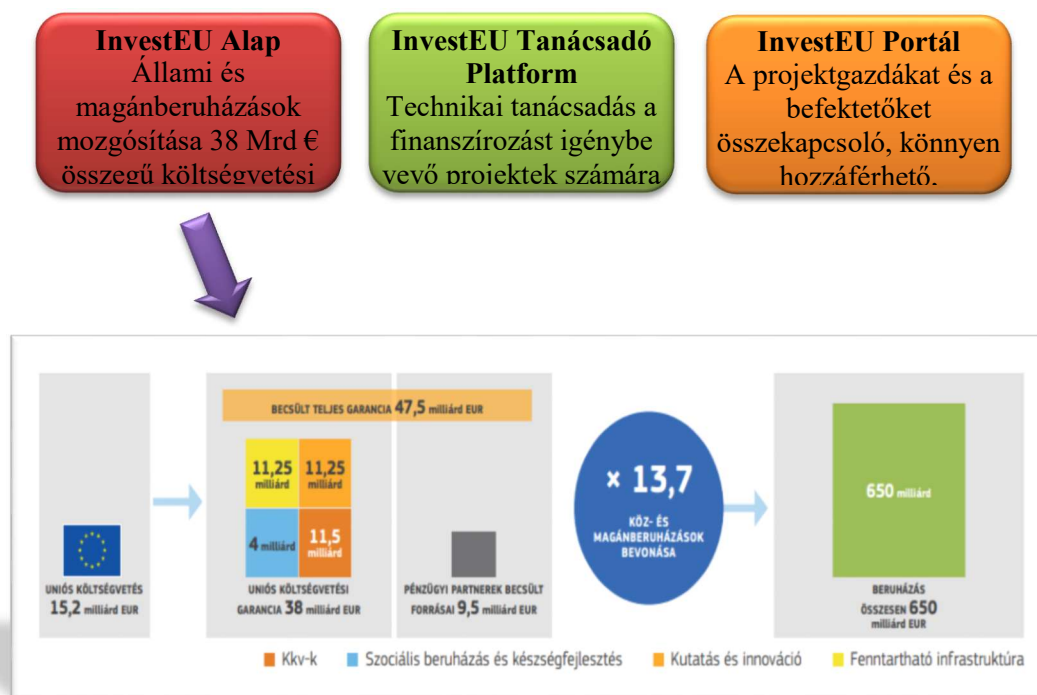 InvestEU Alap
Állami és
magánberuházások
mozgósítása 38 Mrd €
összegű költségvetési
InvestEU Tanácsadó
Platform
Technikai tanácsadás a
finanszírozást igénybe
vevő projektek számára
InvestEU Portál
A projektgazdákat és a
befektetőket
összekapcsoló, könnyen
hozzáférhető,
BECSÜLT TELJES GARANCIA 47,5 milliárd EUR
11,25
milliárd
11,25
milliárd
4 milliárd
11,5
milliárd
× 13,7
KÖZ- ÉS
MAGÁNBERUHÁZÁSOK
BEVONÁSA
650 milliárd
UNIÓS KÖLTSÉGVETÉS
15,2 milliárd EUR
UNIÓS KÖLTSÉGVETÉSI
GARANCIA 38 milliárd EUR
PÉNZÜGYI PARTNEREK BECSÜLT
FORRÁSAI 9,5 milliárd EUR
BERUHÁZÁS
ÖSSZESEN 650
milliárd EUR
Kkv-k
Szociális beruházás és készségfejlesztés
Kutatás és innováció
Fenntartható infrastruktúra